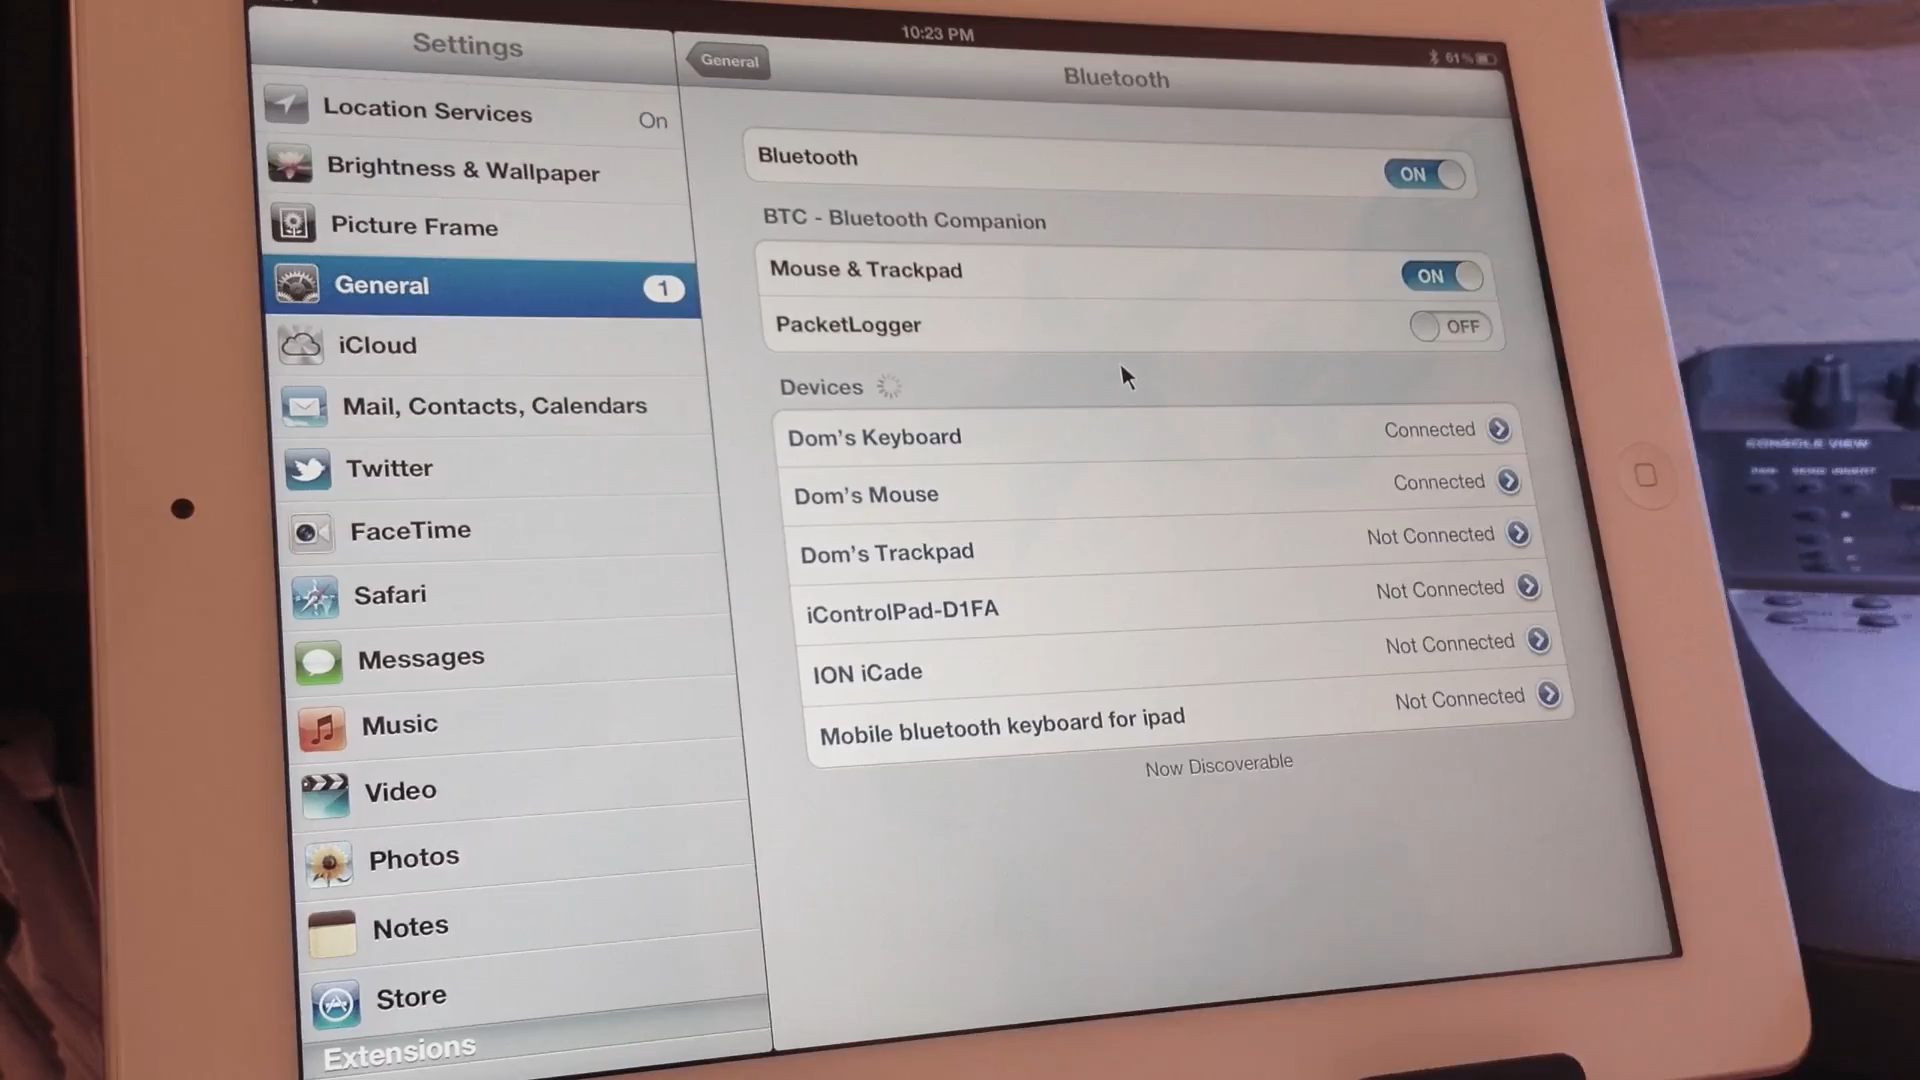 10:23 PM
61%
Settings
Location Services On
Brightness & Wallpaper
Picture Frame
General 1
iCloud
Mail, Contacts, Calendars
Twitter
FaceTime
Safari
Messages
Music
Video
Photos
Notes
Store
Extensions
General
Bluetooth
Bluetooth ON
BTC - Bluetooth Companion
Mouse & Trackpad ON
PacketLogger OFF
Devices
Dom's Keyboard Connected
Dom's Mouse Connected
Dom's Trackpad Not Connected
iControlPad-D1FA Not Connected
ION iCade Not Connected
Mobile bluetooth keyboard for ipad Not Connected
Now Discoverable
CONSOLE VIEW